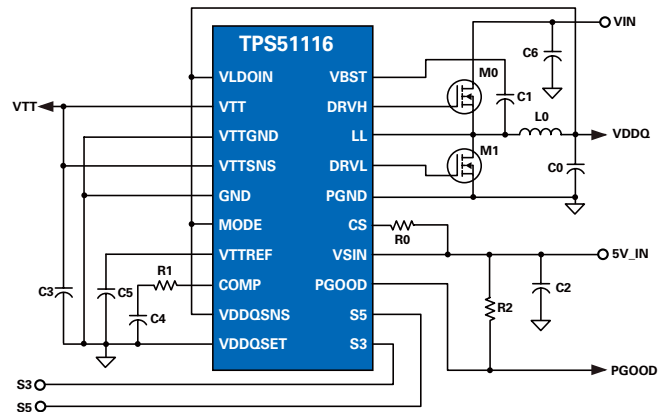 TPS51116
VIN
C6
VLDOIN
VBST
M0
VTT
VTT
DRVH
C1
L0
VTTGND
LL
VDDQ
M1
VTTSNS
DRVL
C0
GND
PGND
MODE
CS
R0
VTTREF
VSIN
5V_IN
R1
C3
C5
COMP
PGOOD
C2
C4
R2
VDDQSNS
S5
VDDQSET
S3
PGOOD
S3
S5